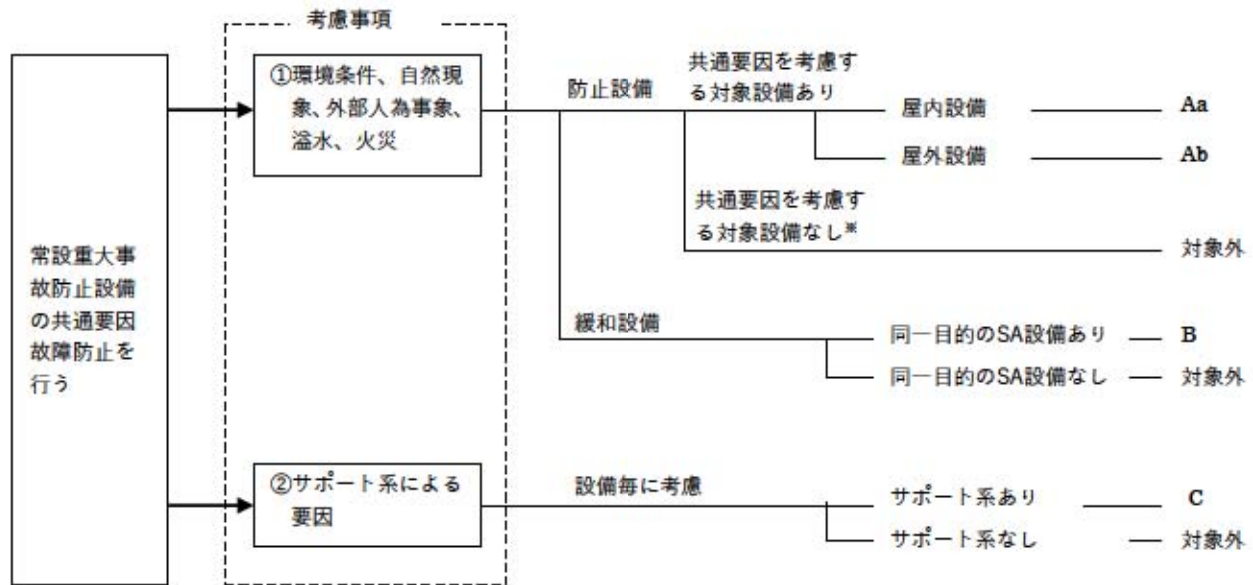 考慮事項
常設重大事
故防止設備
の共通要因
故障防止を
行う
①環境条件、自然現
象、外部人為事象、
溢水、火災
防止設備
共通要因を考慮す
る対象設備あり
屋内設備
Aa
屋外設備
Ab
共通要因を考慮す
る対象設備なし※
対象外
緩和設備
同一目的のSA設備あり
B
同一目的のSA設備なし
対象外
②サポート系による
要因
設備毎に考慮
サポート系あり
C
サポート系なし
対象外